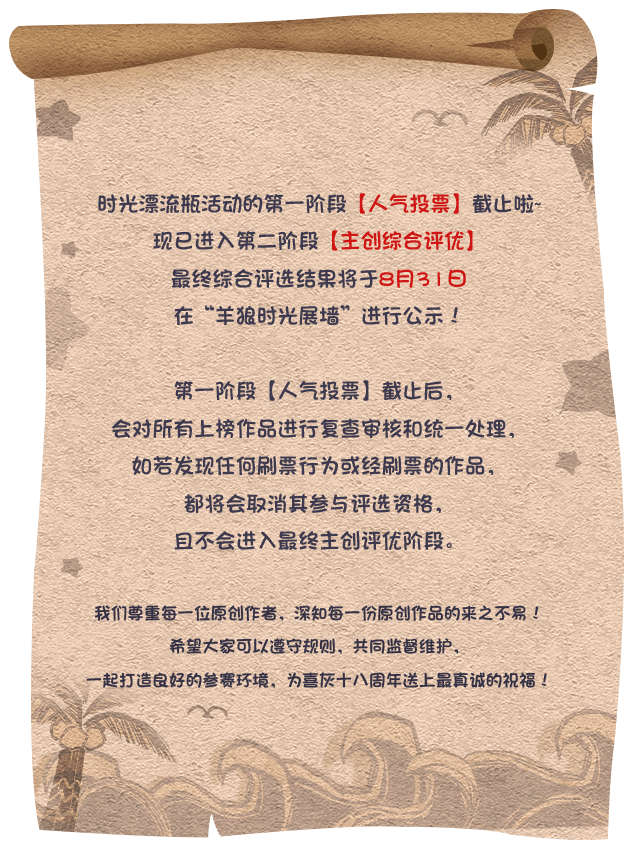 时光漂流瓶活动的第一阶段【人气投票】截止啦~
现已进入第二阶段【主创综合评优】
最终综合评选结果将于8月31日
在“羊狼时光展墙”进行公示！
第一阶段【人气投票】截止后，
会对所有上榜作品进行复查审核和统一处理，
如若发现任何刷票行为或经刷票的作品，
都将会取消其参与评选资格，
且不会进入最终主创评优阶段。
我们尊重每一位原创作者，深知每一份原创作品的来之不易！
希望大家可以遵守规则，共同监督维护，
一起打造良好的参赛环境，为喜灰十八周年送上最真诚的祝福！